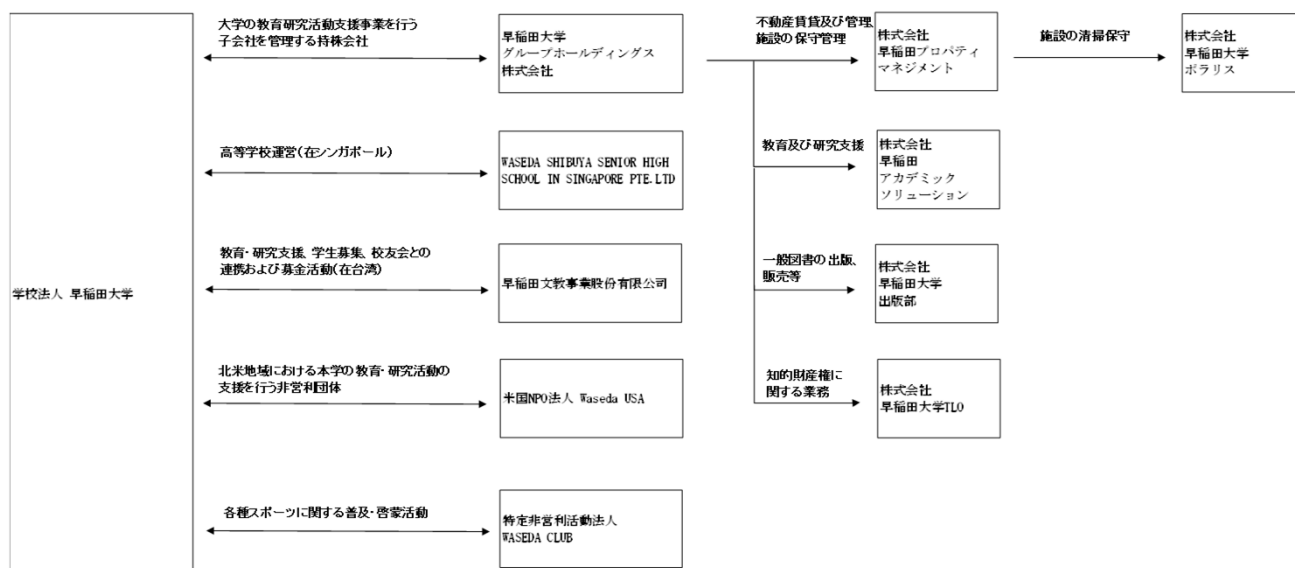 大学の教育研究活動支援事業を行う
子会社を管理する持株会社
早稲田大学
グループホールディングス
株式会社
不動産賃貸及び管理、
施設の保守管理
株式会社
早稲田プロパティ
マネジメント
施設の清掃保守
株式会社
早稲田大学
ポラリス
高等学校運営(在シンガポール)
WASEDA SHIBUYA SENIOR HIGH
SCHOOL IN SINGAPORE PTE.LTD
教育及び研究支援
株式会社
早稲田
アカデミック
ソリューション
学校法人 早稲田大学
教育・研究支援、学生募集、校友会との
連携および募金活動(在台湾)
早稲田文教事業股份有限公司
一般図書の出版、
販売等
株式会社
早稲田大学
出版部
北米地域における本学の教育・研究活動の
支援を行う非営利団体
米国NPO法人 Waseda USA
知的財産権に
関する業務
株式会社
早稲田大学TLO
各種スポーツに関する普及・啓蒙活動
特定非営利活動法人
WASEDA CLUB